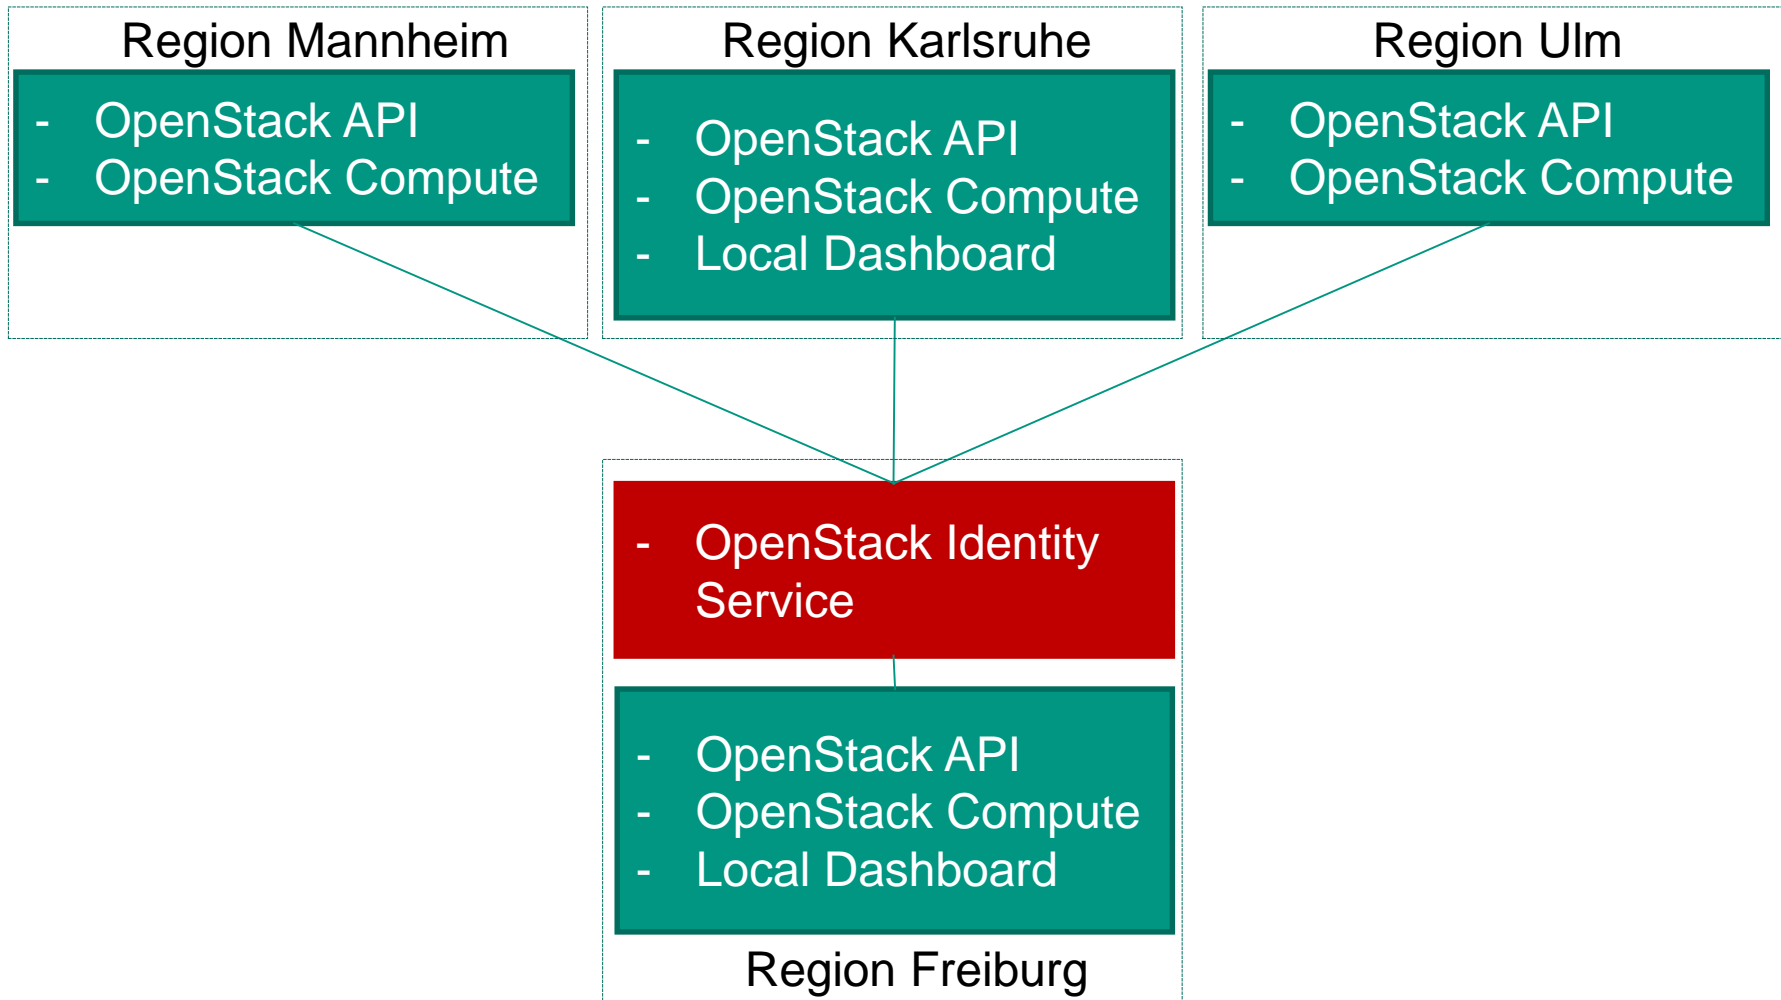 Region Mannheim
- OpenStack API
- OpenStack Compute
Region Karlsruhe
- OpenStack API
- OpenStack Compute
- Local Dashboard
Region Ulm
- OpenStack API
- OpenStack Compute
- OpenStack Identity
Service
- OpenStack API
- OpenStack Compute
- Local Dashboard
Region Freiburg